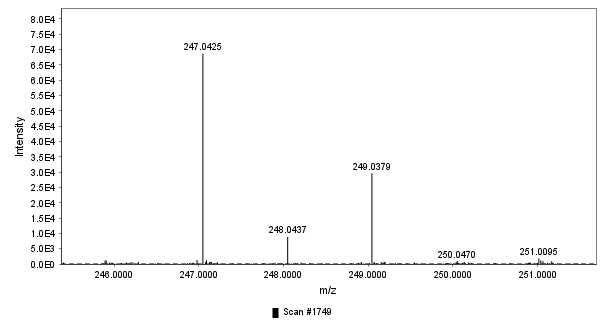 8.0E4
7.5E4
7.0E4
6.5E4
6.0E4
5.5E4
5.0E4
4.5E4
4.0E4
3.5E4
3.0E4
2.5E4
2.0E4
1.5E4
1.0E4
5.0E3
0.0E0
Intensity
247.0425
248.0437
249.0379
250.0470
251.0095
246.0000 247.0000 248.0000 249.0000 250.0000 251.0000
m/z
Scan #1749